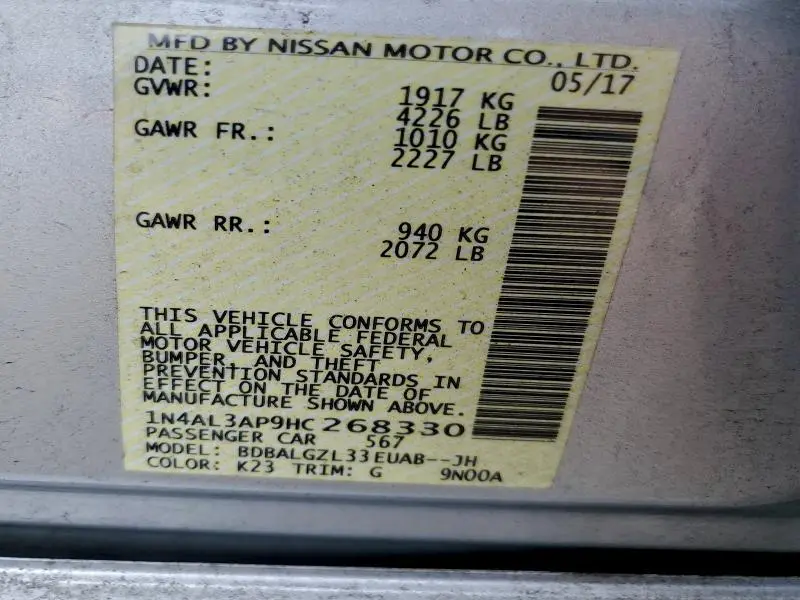 MFD BY NISSAN MOTOR CO., LTD.
DATE: 05/17
GVWR: 1917 KG
4226 LB
GAWR FR.: 1010 KG
2227 LB
GAWR RR.: 940 KG
2072 LB
THIS VEHICLE CONFORMS TO
ALL APPLICABLE FEDERAL
MOTOR VEHICLE SAFETY,
BUMPER, AND THEFT
PREVENTION STANDARDS IN
EFFECT ON THE DATE OF
MANUFACTURE SHOWN ABOVE.
1N4AL3AP9HC268330
PASSENGER CAR 567
MODEL: BDBALGZL33EUAB--JH
COLOR: K23 TRIM: G 9N00A